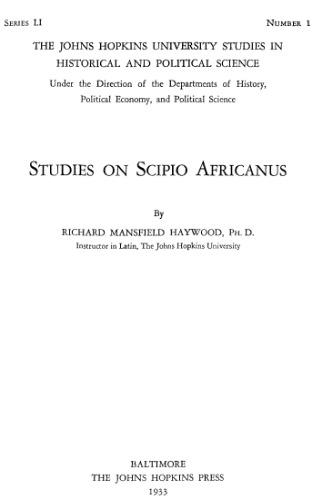 SERIES LI NUMBER 1
THE JOHNS HOPKINS UNIVERSITY STUDIES IN
HISTORICAL AND POLITICAL SCIENCE
Under the Direction of the Departments of History,
Political Economy, and Political Science
STUDIES ON SCIPIO AFRICANUS
By
RICHARD MANSFIELD HAYWOOD, PH. D.
Instructor in Latin, The Johns Hopkins University
BALTIMORE
THE JOHNS HOPKINS PRESS
1933